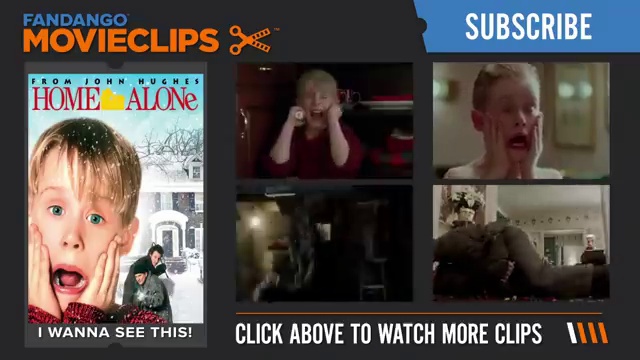 FANDANGO
MOVIECLIPS
SUBSCRIBE
FROM JOHN HUGHES
HOME ALONe
I WANNA SEE THIS!
CLICK ABOVE TO WATCH MORE CLIPS